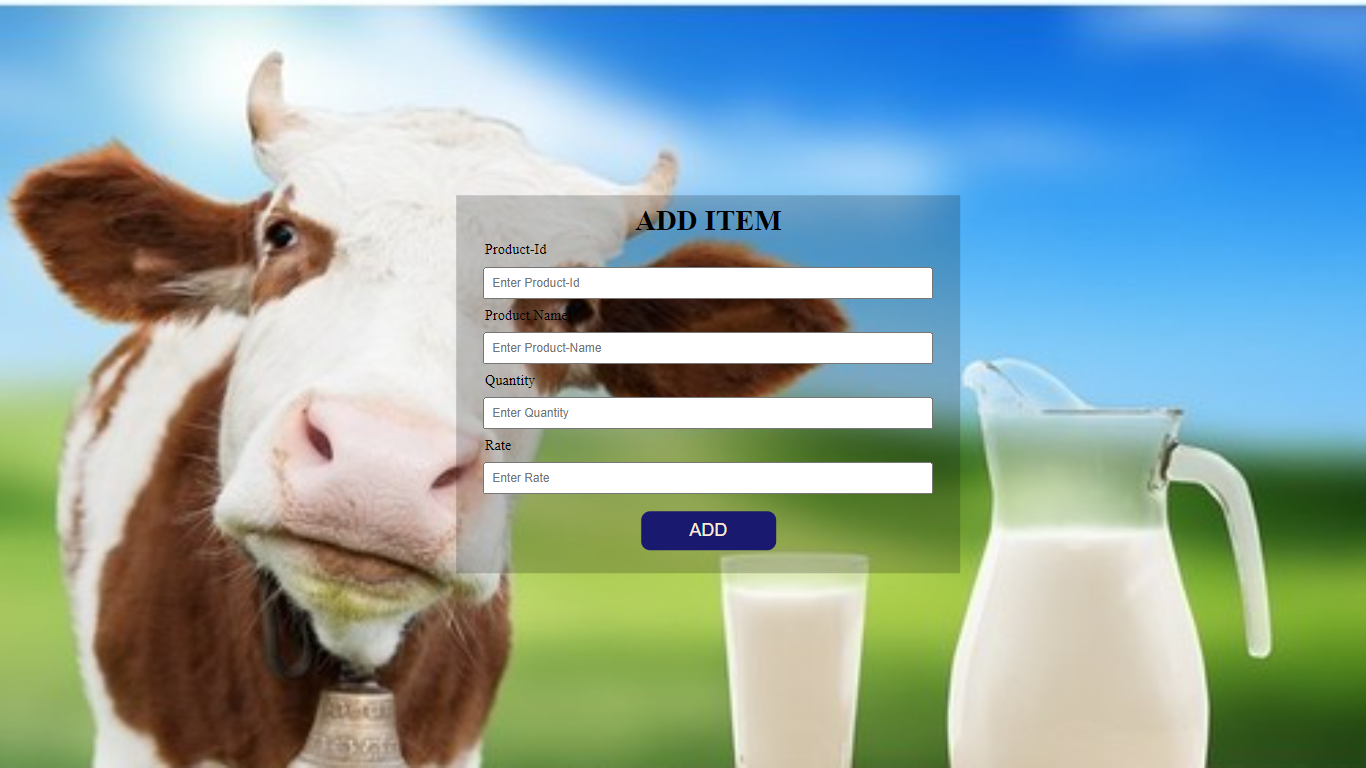 ADD ITEM
Product-Id
Enter Product-Id
Product Name
Enter Product-Name
Quantity
Enter Quantity
Rate
Enter Rate
ADD